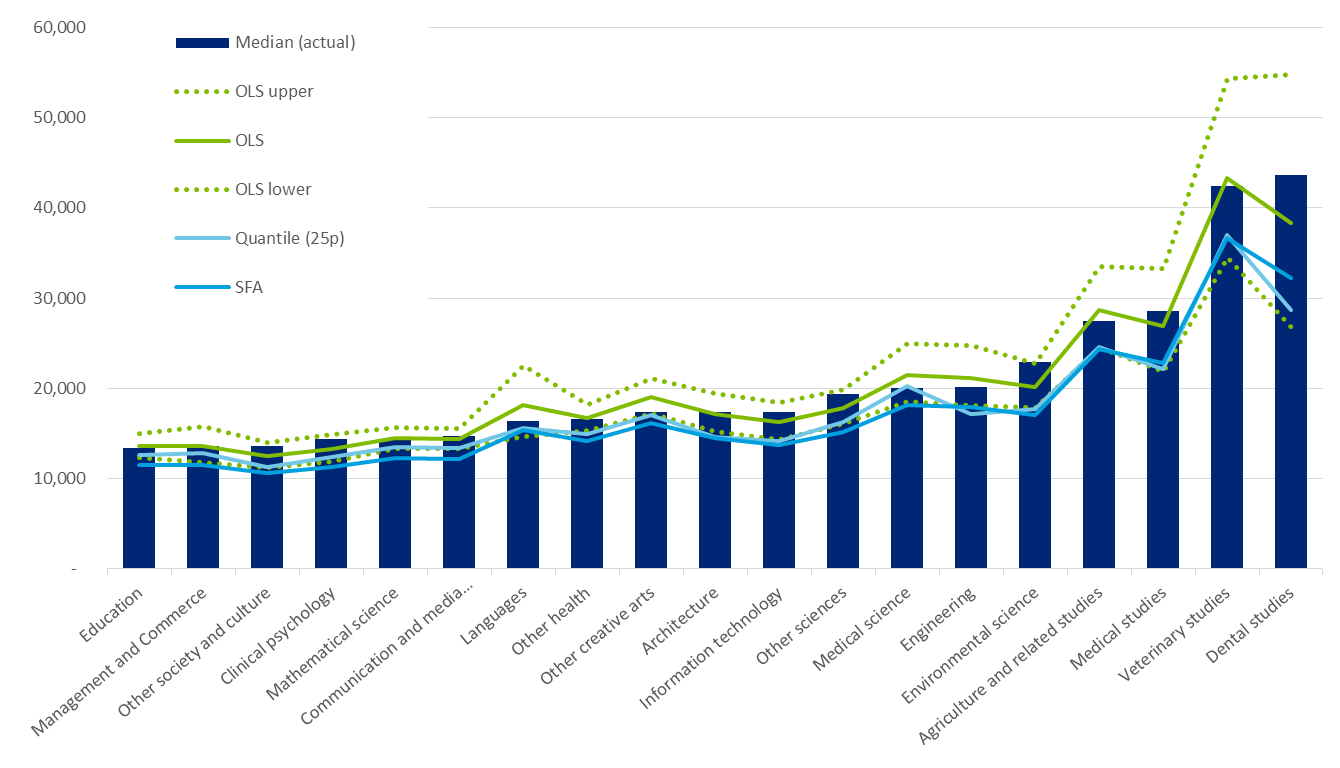 60,000
50,000
40,000
30,000
20,000
10,000
-
Median (actual)
OLS upper
OLS
OLS lower
Quantile (25p)
SFA
Education
Management and Commerce
Other society and culture
Clinical psychology
Mathematical science
Communication and media...
Languages
Other health
Other creative arts
Architecture
Information technology
Other sciences
Medical science
Engineering
Environmental science
Agriculture and related studies
Medical studies
Veterinary studies
Dental studies